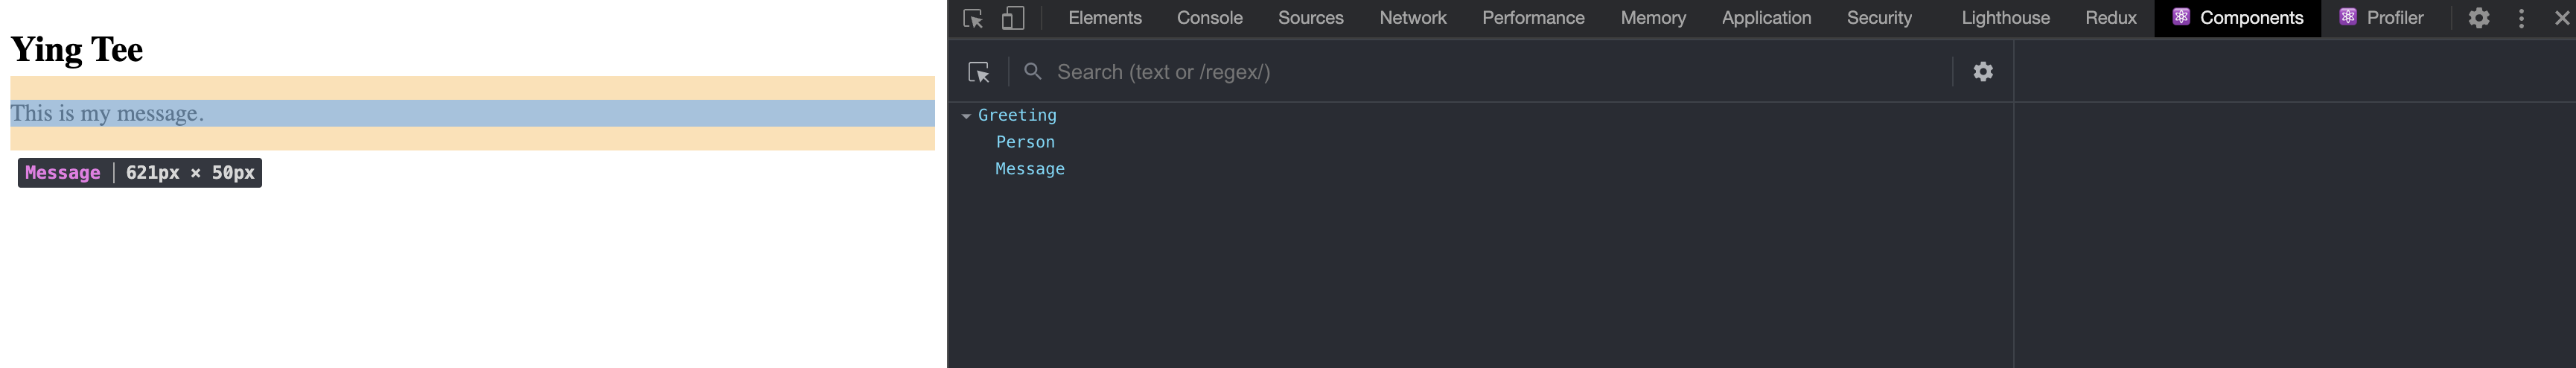 Ying Tee
This is my message.
Message | 621px × 50px
Elements Console Sources Network Performance Memory Application Security Lighthouse Redux Components Profiler
Search (text or /regex/)
Greeting
Person
Message